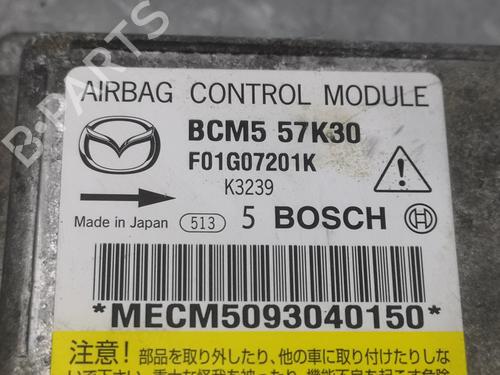 B-PARTS
AIRBAG CONTROL MODULE
BCM5 57K30
F01G07201K
K3239
Made in Japan 513 5 BOSCH
*MECM5093040150*
注意! 部品を取り外したり、他の車に取り付けたりしな